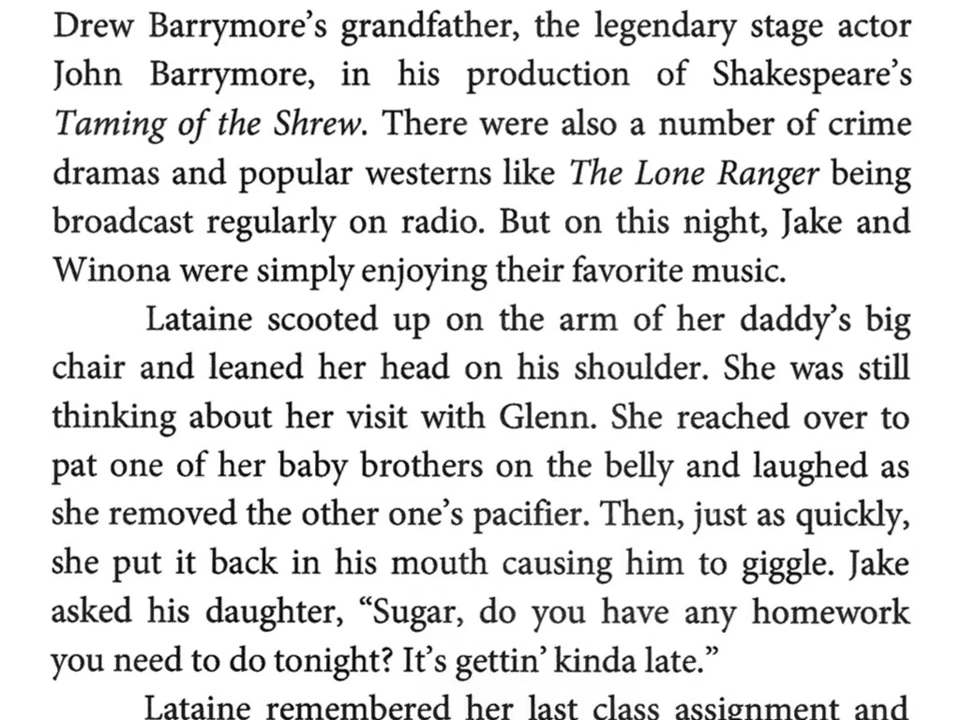 Drew Barrymore’s grandfather, the legendary stage actor
John Barrymore, in his production of Shakespeare’s
Taming of the Shrew. There were also a number of crime
dramas and popular westerns like The Lone Ranger being
broadcast regularly on radio. But on this night, Jake and
Winona were simply enjoying their favorite music.
Lataine scooted up on the arm of her daddy’s big
chair and leaned her head on his shoulder. She was still
thinking about her visit with Glenn. She reached over to
pat one of her baby brothers on the belly and laughed as
she removed the other one’s pacifier. Then, just as quickly,
she put it back in his mouth causing him to giggle. Jake
asked his daughter, “Sugar, do you have any homework
you need to do tonight? It’s gettin’ kinda late.”
Lataine remembered her last class assignment and